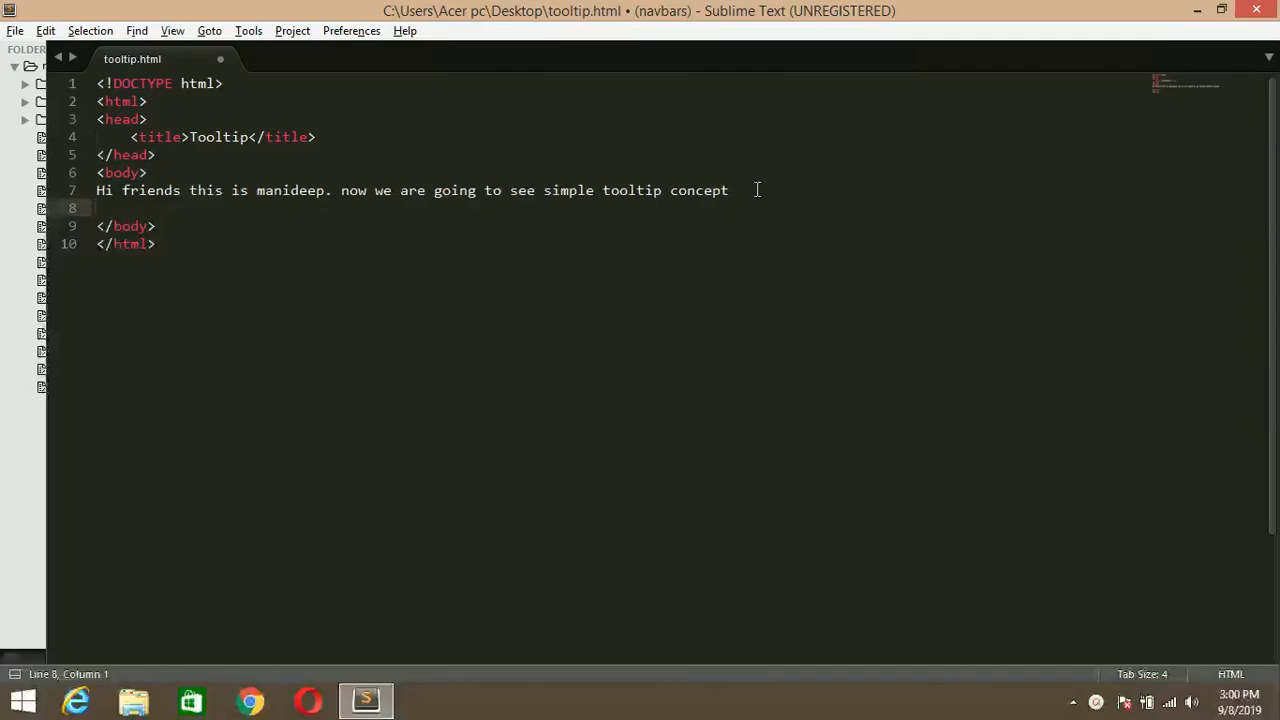 C:\Users\Acer pc\Desktop\tooltip.html • (navbars) - Sublime Text (UNREGISTERED)
File Edit Selection Find View Goto Tools Project Preferences Help
FOLDER
tooltip.html
1 <!DOCTYPE html>
2 <html>
3 <head>
4 <title>Tooltip</title>
5 </head>
6 <body>
7 Hi friends this is manideep. now we are going to see simple tooltip concept
8
9 </body>
10 </html>
Line 8, Column 1 Tab Size: 4 HTML
3:00 PM
9/8/2019